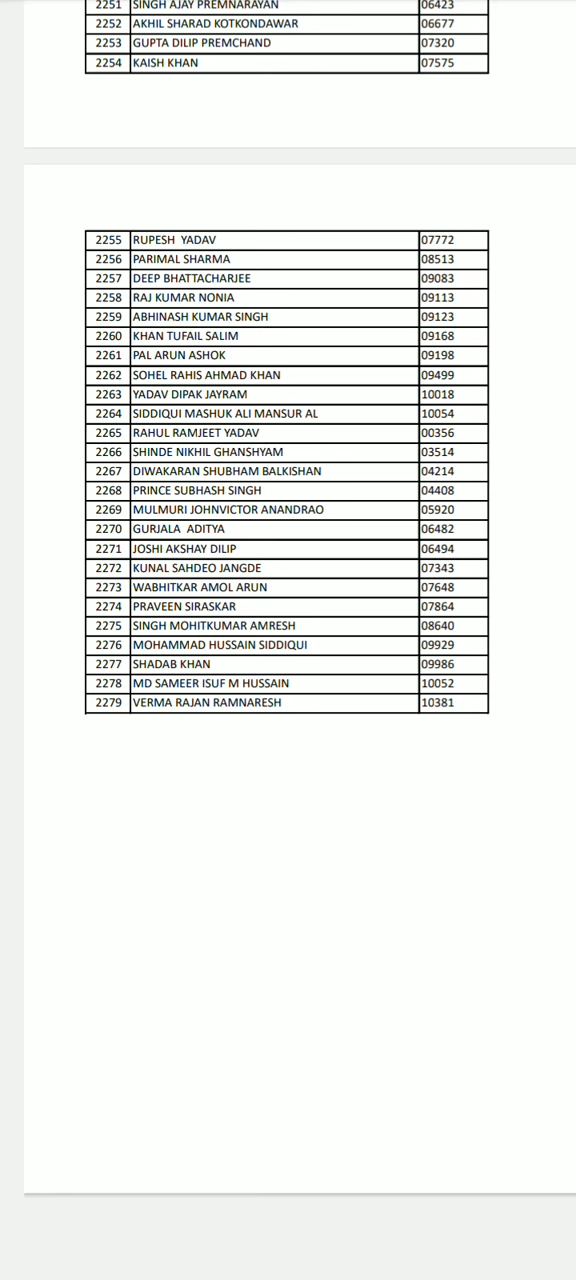 2251 SINGH AJAY PREMNARAYAN 06423
2252 AKHIL SHARAD KOTKONDAWAR 06677
2253 GUPTA DILIP PREMCHAND 07320
2254 KAISH KHAN 07575
2255 RUPESH  YADAV 07772
2256 PARIMAL SHARMA 08513
2257 DEEP BHATTACHARJEE 09083
2258 RAJ KUMAR NONIA 09113
2259 ABHINASH KUMAR SINGH 09123
2260 KHAN TUFAIL SALIM 09168
2261 PAL ARUN ASHOK 09198
2262 SOHEL RAHIS AHMAD KHAN 09499
2263 YADAV DIPAK JAYRAM 10018
2264 SIDDIQUI MASHUK ALI MANSUR AL 10054
2265 RAHUL RAMJEET YADAV 00356
2266 SHINDE NIKHIL GHANSHYAM 03514
2267 DIWAKARAN SHUBHAM BALKISHAN 04214
2268 PRINCE SUBHASH SINGH 04408
2269 MULMURI JOHNVICTOR ANANDRAO 05920
2270 GURJALA  ADITYA 06482
2271 JOSHI AKSHAY DILIP 06494
2272 KUNAL SAHDEO JANGDE 07343
2273 WABHITKAR AMOL ARUN 07648
2274 PRAVEEN SIRASKAR 07864
2275 SINGH MOHITKUMAR AMRESH 08640
2276 MOHAMMAD HUSSAIN SIDDIQUI 09929
2277 SHADAB KHAN 09986
2278 MD SAMEER ISUF M HUSSAIN 10052
2279 VERMA RAJAN RAMNARESH 10381